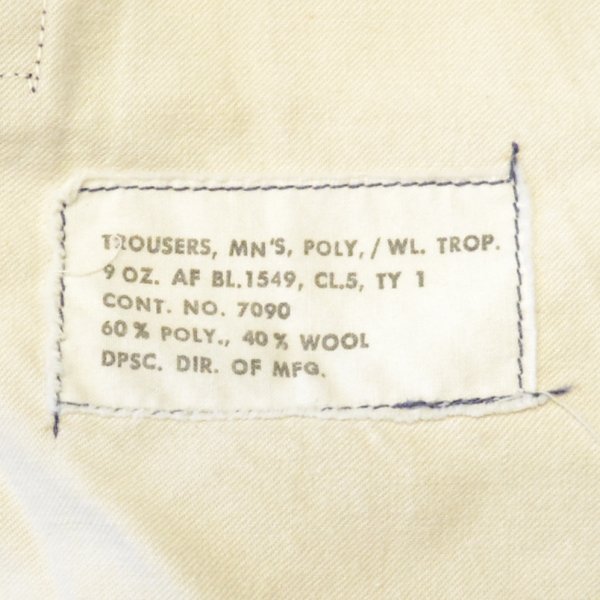 TROUSERS, MN'S, POLY, / WL. TROP.
9 OZ. AF BL.1549, CL.5, TY 1
CONT. NO. 7090
60% POLY., 40% WOOL
DPSC. DIR. OF MFG.